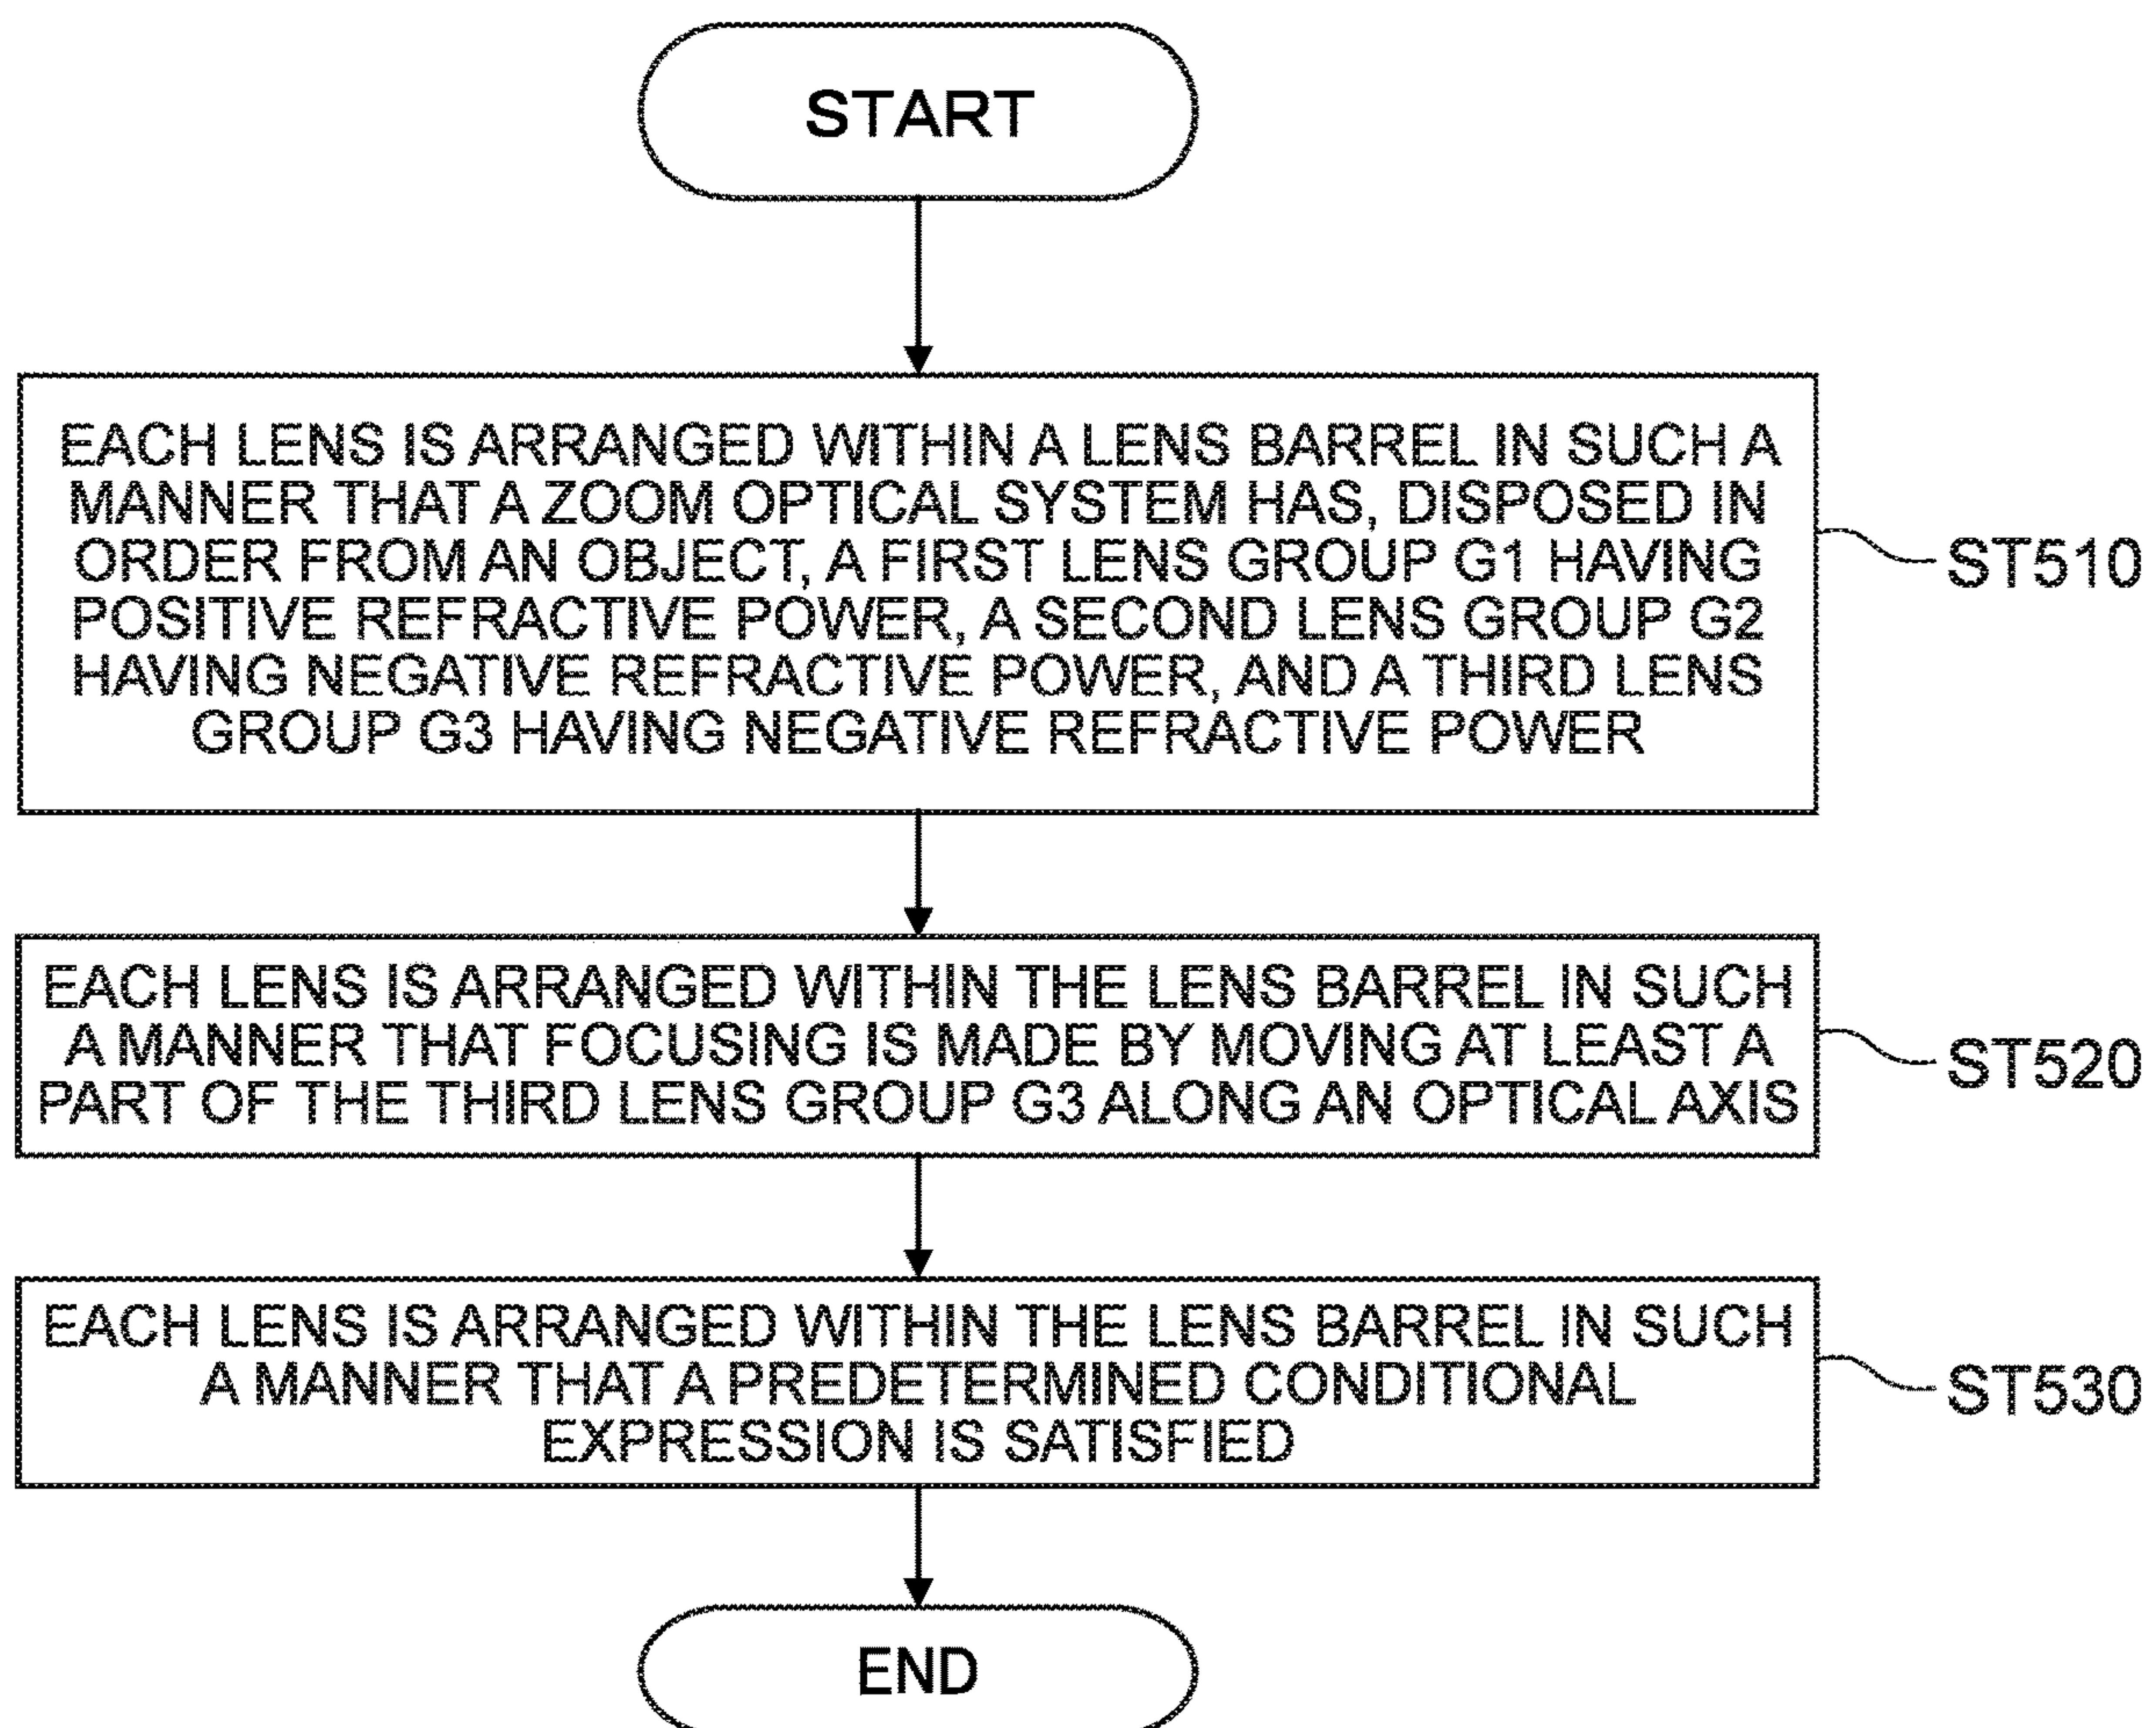 START
EACH LENS IS ARRANGED WITHIN A LENS BARREL IN SUCH A
MANNER THAT A ZOOM OPTICAL SYSTEM HAS, DISPOSED IN
ORDER FROM AN OBJECT, A FIRST LENS GROUP G1 HAVING
POSITIVE REFRACTIVE POWER, A SECOND LENS GROUP G2
HAVING NEGATIVE REFRACTIVE POWER, AND A THIRD LENS
GROUP G3 HAVING NEGATIVE REFRACTIVE POWER
ST510
EACH LENS IS ARRANGED WITHIN THE LENS BARREL IN SUCH
A MANNER THAT FOCUSING IS MADE BY MOVING AT LEAST A
PART OF THE THIRD LENS GROUP G3 ALONG AN OPTICAL AXIS
ST520
EACH LENS IS ARRANGED WITHIN THE LENS BARREL IN SUCH
A MANNER THAT A PREDETERMINED CONDITIONAL
EXPRESSION IS SATISFIED
ST530
END